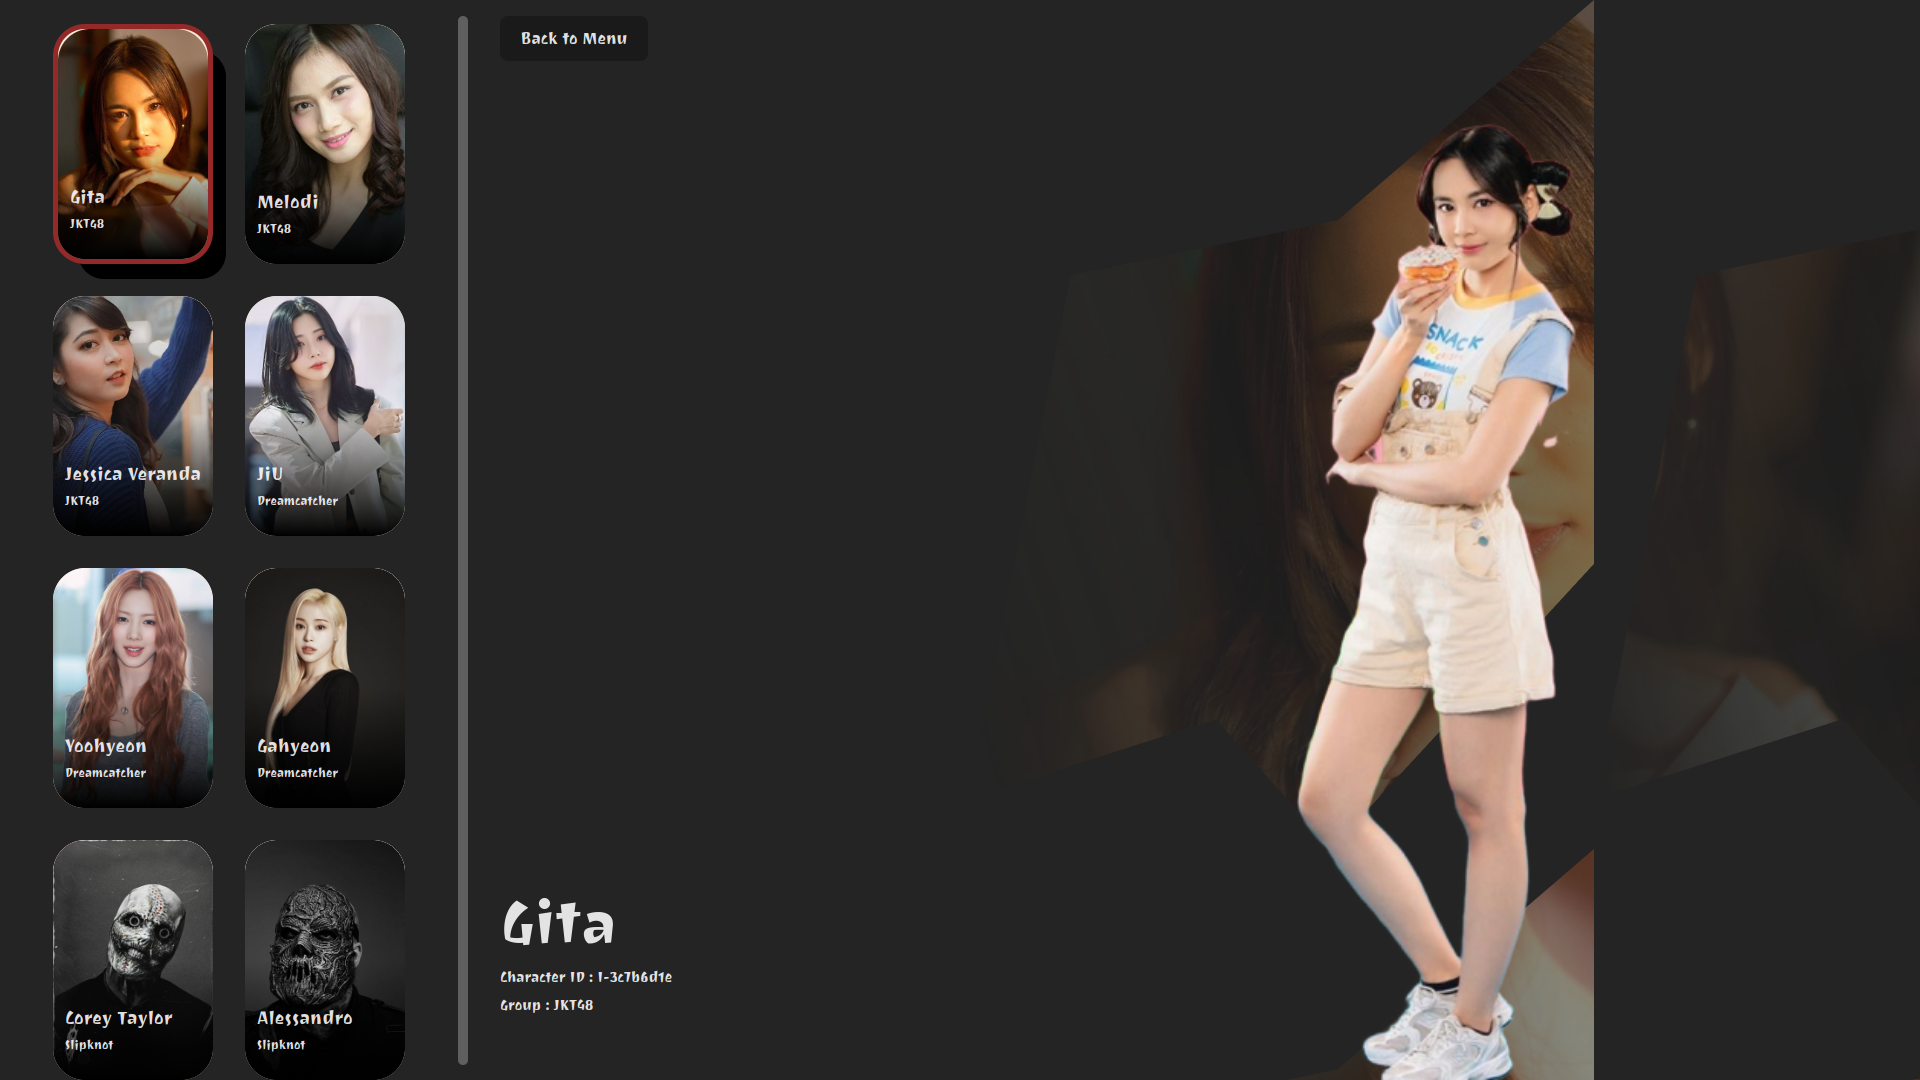 Gita
JKT48
Melodi
JKT48
Jessica Veranda
JKT48
JiU
Dreamcatcher
Yoohyeon
Dreamcatcher
Gahyeon
Dreamcatcher
Corey Taylor
Slipknot
Alessandro
Slipknot
Back to Menu
SNACK
Gita
Character ID : 1-3c7b6d1e
Group : JKT48